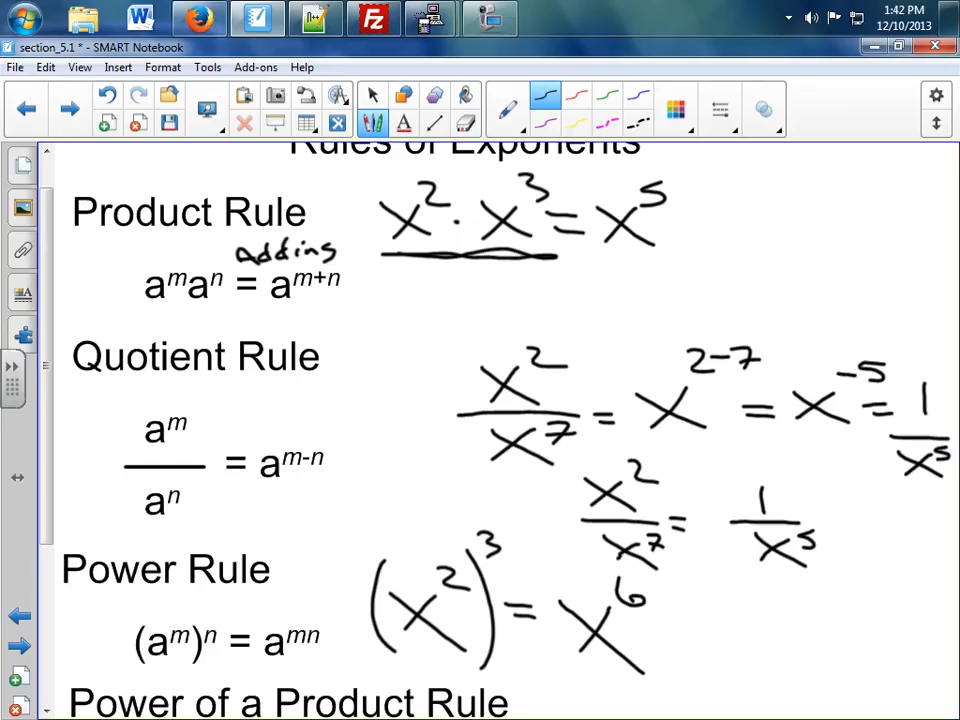 1:42 PM
12/10/2013
section_5.1 * - SMART Notebook
File Edit View Insert Format Tools Add-ons Help
Rules of Exponents
Product Rule x² · x³ = x⁵
Adding
aᵐaⁿ = aᵐ⁺ⁿ
Quotient Rule
x²/x⁷ = x²⁻⁷ = x⁻⁵ = 1/x⁵
aᵐ/aⁿ = aᵐ⁻ⁿ
x²/x⁷ = 1/x⁵
Power Rule
(x²)³ = x⁶
(aᵐ)ⁿ = aᵐⁿ
Power of a Product Rule